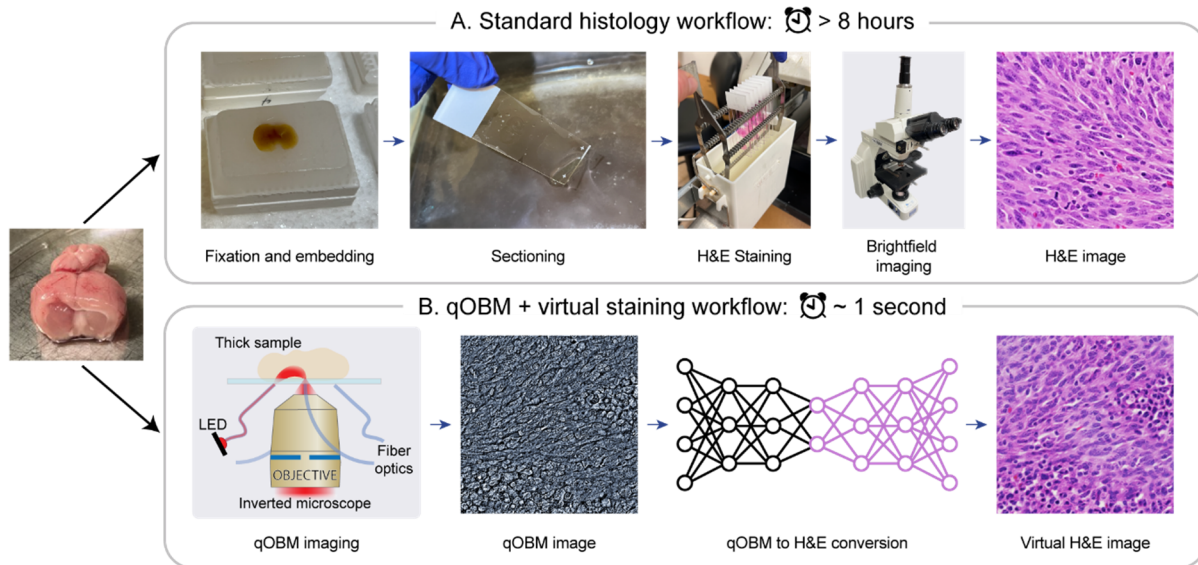 A. Standard histology workflow: > 8 hours
Fixation and embedding
Sectioning
H&E Staining
Brightfield
imaging
H&E image
B. qOBM + virtual staining workflow: ~ 1 second
Thick sample
LED
Fiber
optics
OBJECTIVE
Inverted microscope
qOBM imaging
qOBM image
qOBM to H&E conversion
Virtual H&E image